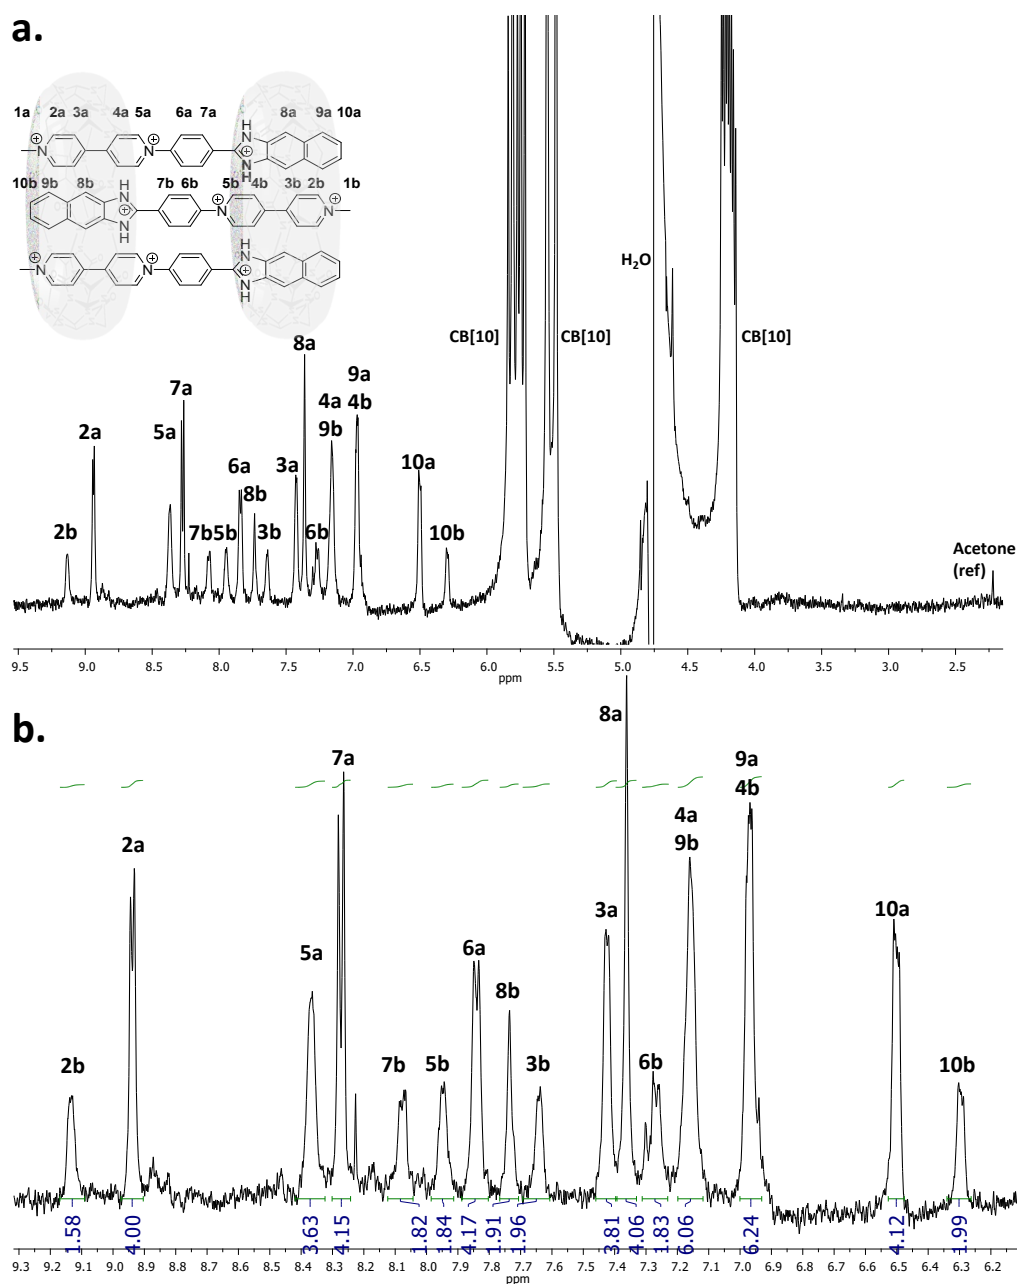 a.
1a 2a 3a 4a 5a 6a 7a 8a 9a 10a
10b 9b 8b 7b 6b 5b 4b 3b 2b 1b
H2O
CB[10] CB[10] CB[10]
8a
7a
9a
4a 4b
5a 9b
6a 3a 10a
8b
2a
2b 7b 5b 3b 6b 10b
Acetone
(ref)
9.5 9.0 8.5 8.0 7.5 7.0 6.5 6.0 5.5 5.0 4.5 4.0 3.5 3.0 2.5
ppm
b.
8a
7a 9a
4b
2a 4a
9b
5a 6a 3a 10a
8b
2b 7b 5b 3b 6b 10b
1.58 4.00 3.63 4.15 1.82 1.84 4.17 1.91 1.96 3.81 4.06 1.83 6.06 6.24 4.12 1.99
9.3 9.2 9.1 9.0 8.9 8.8 8.7 8.6 8.5 8.4 8.3 8.2 8.1 8.0 7.9 7.8 7.7 7.6 7.5 7.4 7.3 7.2 7.1 7.0 6.9 6.8 6.7 6.6 6.5 6.4 6.3 6.2
ppm